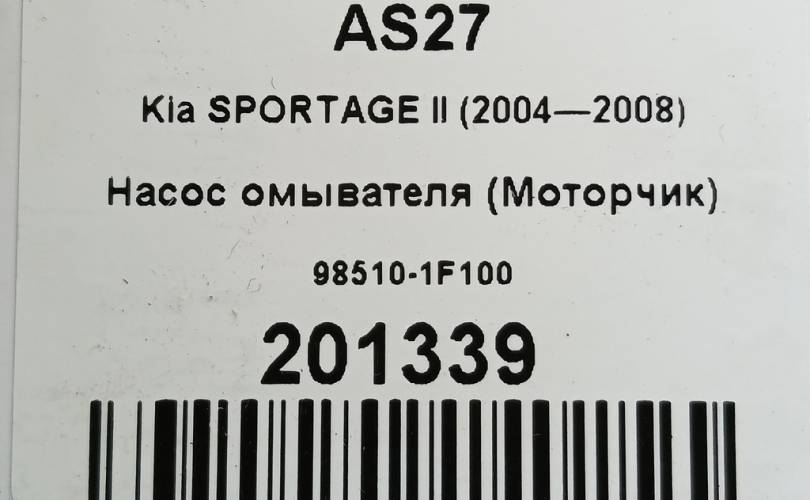 AS27
Kia SPORTAGE II (2004—2008)
Насос омывателя (Моторчик)
98510-1F100
201339